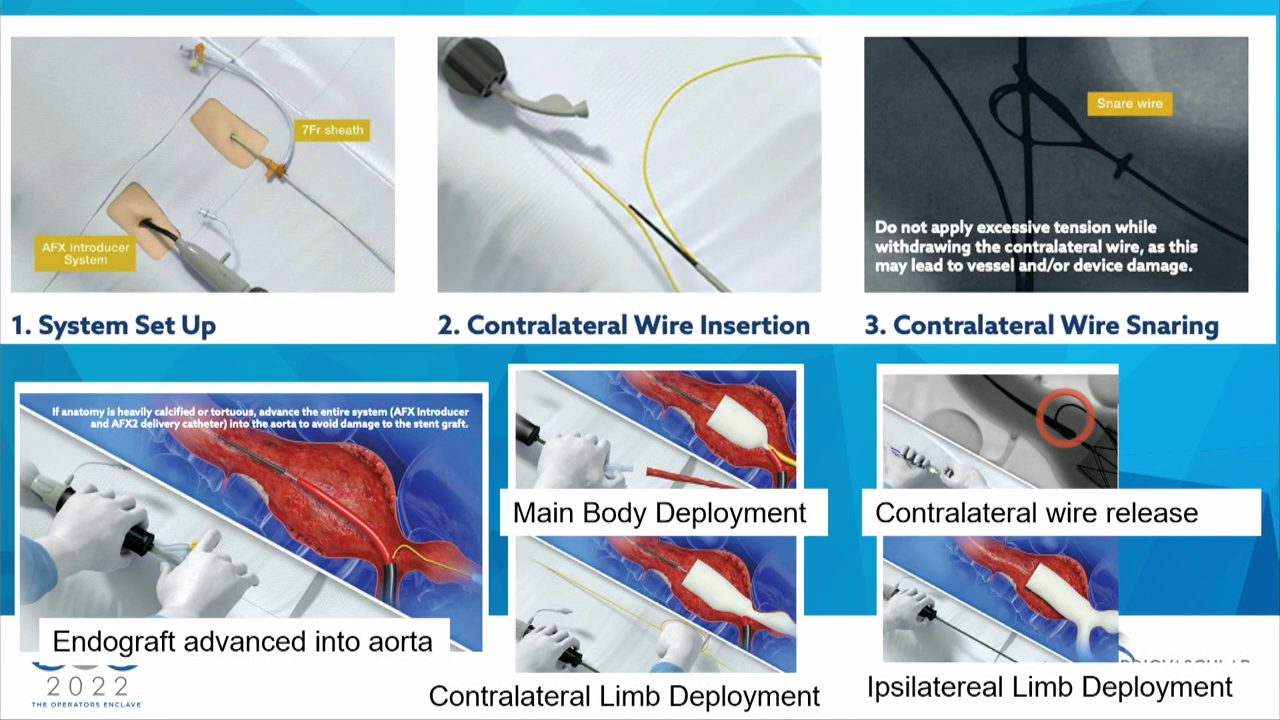 7Fr sheath
AFX Introducer
System
Snare wire
Do not apply excessive tension while
withdrawing the contralateral wire, as this
may lead to vessel and/or device damage.
1. System Set Up
2. Contralateral Wire Insertion
3. Contralateral Wire Snaring
If anatomy is heavily calcified or tortuous, advance the entire system (AFX Introducer
and AFX2 delivery catheter) into the aorta to avoid damage to the stent graft.
Main Body Deployment
Contralateral wire release
Endograft advanced into aorta
Contralateral Limb Deployment
Ipsilatereal Limb Deployment
2022
THE OPERATORS ENCLAVE